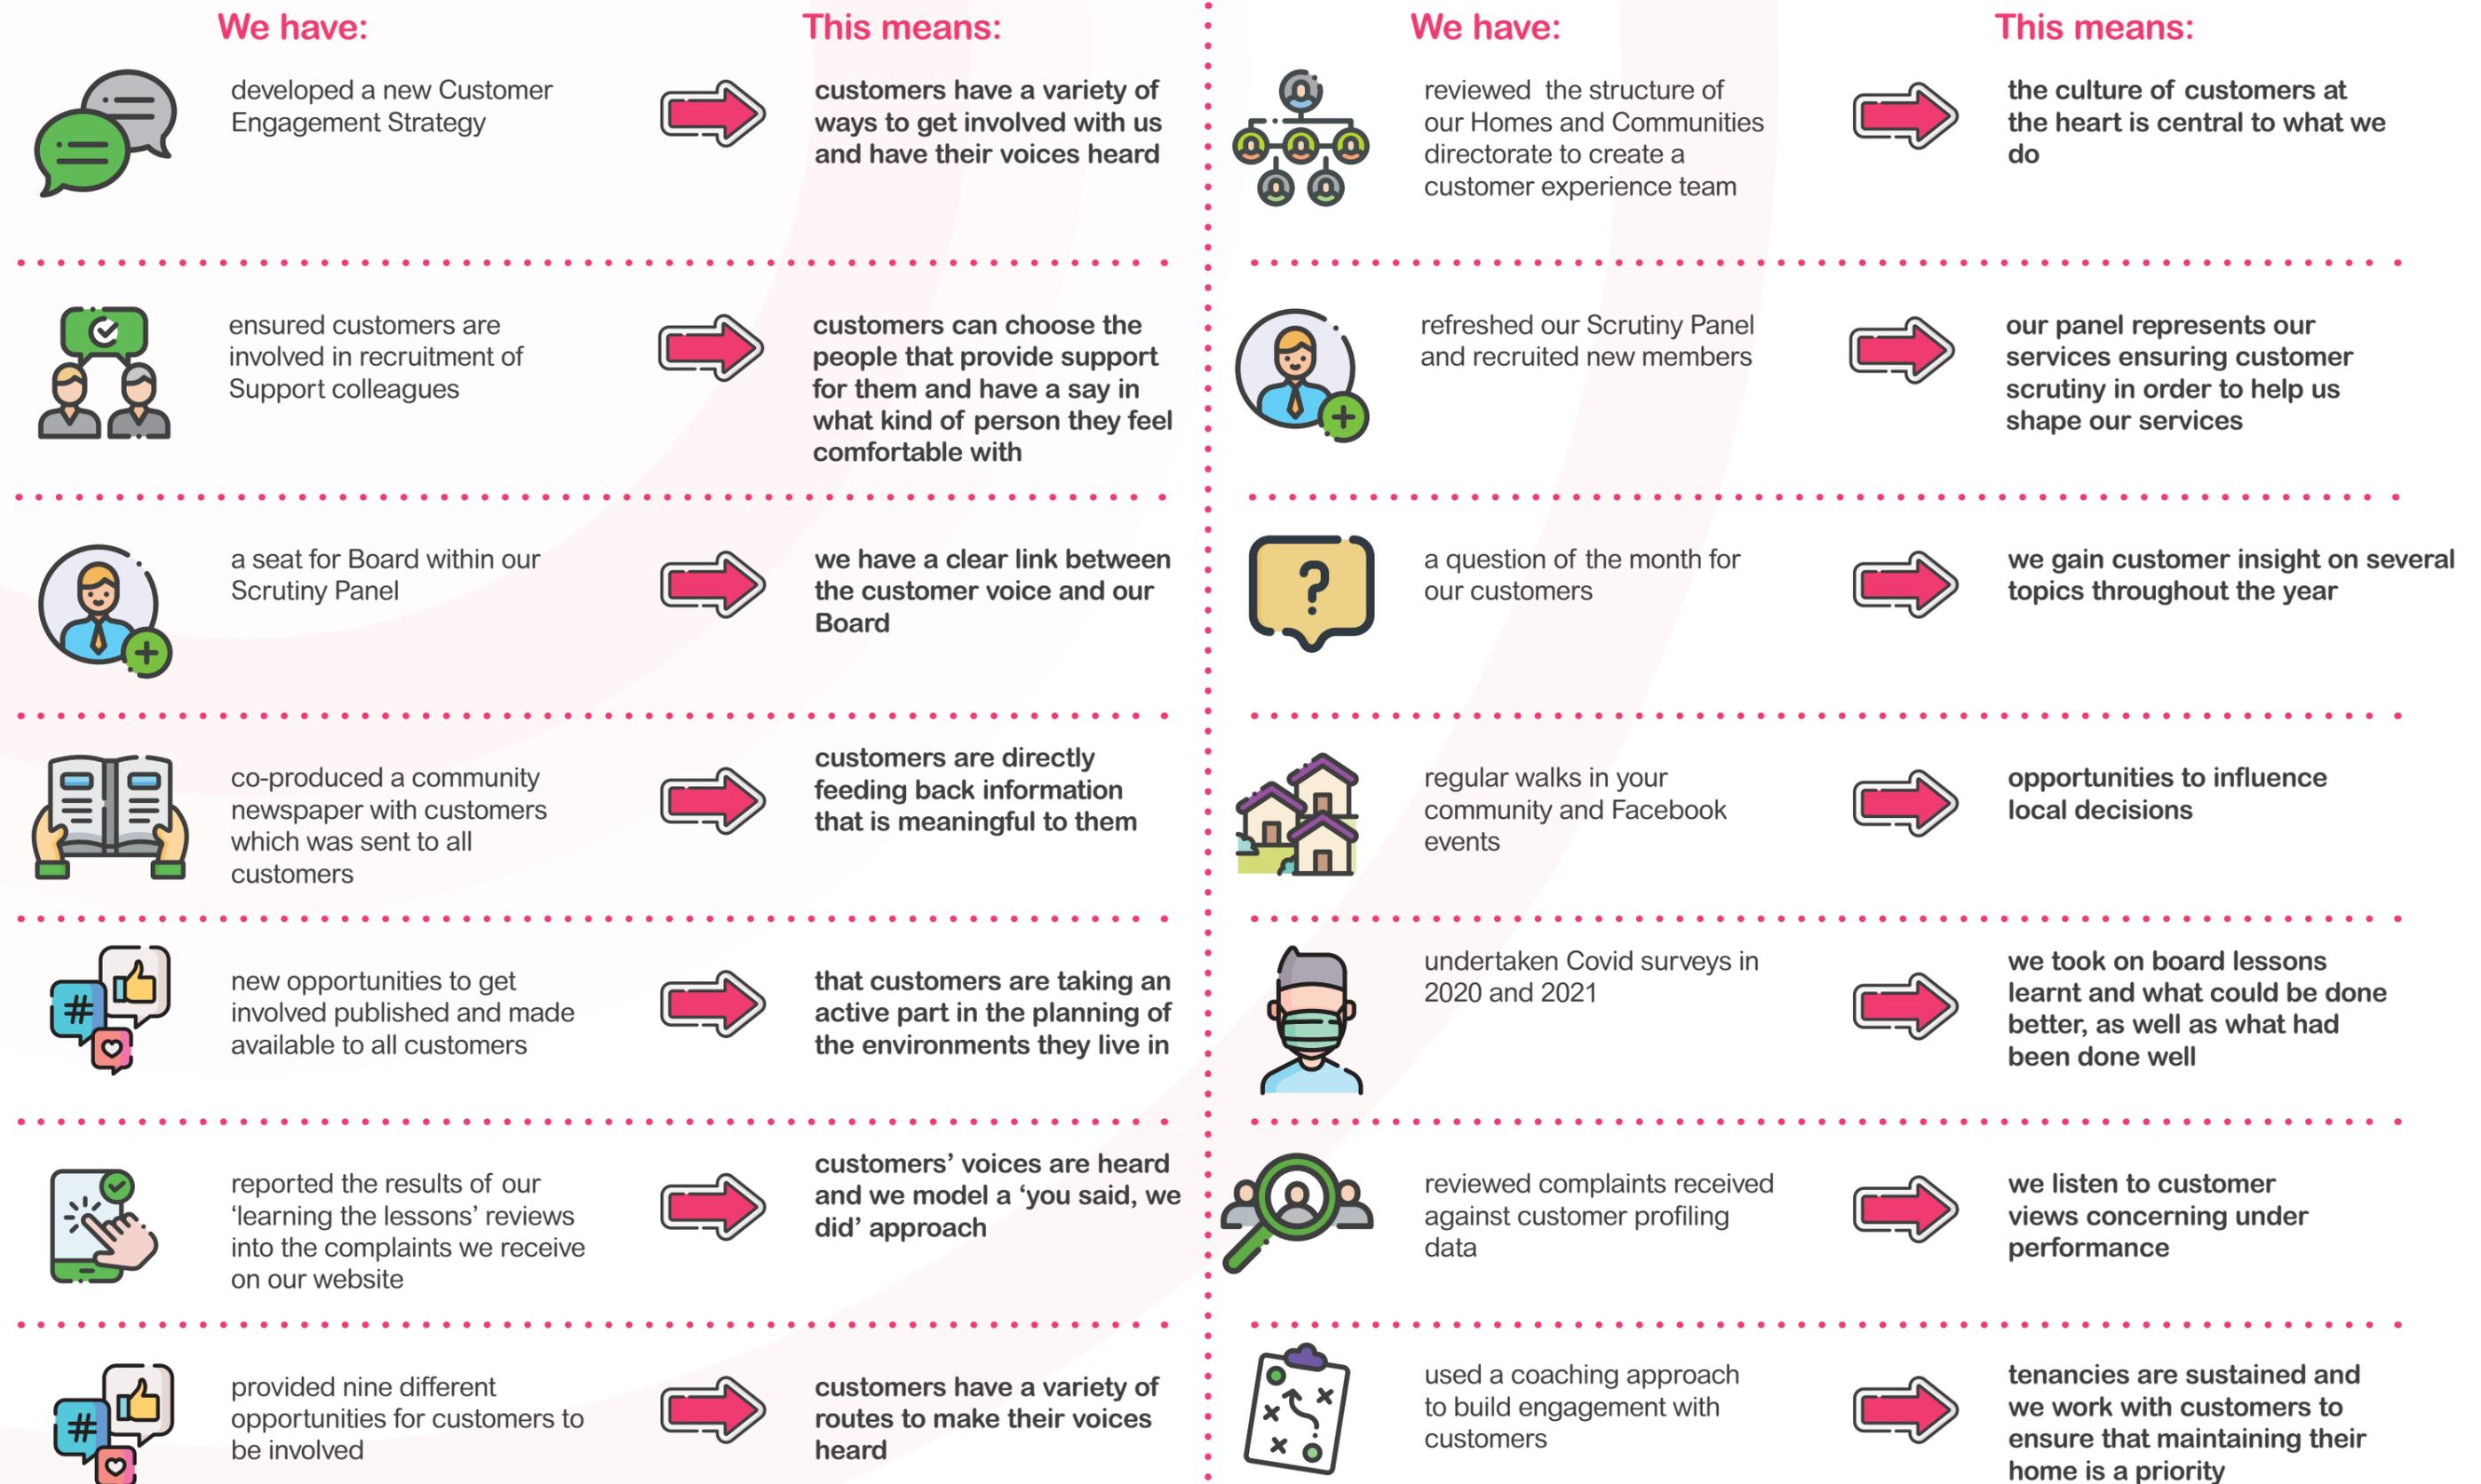 We have:
This means:
developed a new Customer
Engagement Strategy
customers have a variety of
ways to get involved with us
and have their voices heard
ensured customers are
involved in recruitment of
Support colleagues
customers can choose the
people that provide support
for them and have a say in
what kind of person they feel
comfortable with
a seat for Board within our
Scrutiny Panel
we have a clear link between
the customer voice and our
Board
co-produced a community
newspaper with customers
which was sent to all
customers
customers are directly
feeding back information
that is meaningful to them
new opportunities to get
involved published and made
available to all customers
that customers are taking an
active part in the planning of
the environments they live in
reported the results of our
‘learning the lessons’ reviews
into the complaints we receive
on our website
customers’ voices are heard
and we model a ‘you said, we
did’ approach
provided nine different
opportunities for customers to
be involved
customers have a variety of
routes to make their voices
heard
We have:
This means:
reviewed the structure of
our Homes and Communities
directorate to create a
customer experience team
the culture of customers at
the heart is central to what we
do
refreshed our Scrutiny Panel
and recruited new members
our panel represents our
services ensuring customer
scrutiny in order to help us
shape our services
a question of the month for
our customers
we gain customer insight on several
topics throughout the year
regular walks in your
community and Facebook
events
opportunities to influence
local decisions
undertaken Covid surveys in
2020 and 2021
we took on board lessons
learnt and what could be done
better, as well as what had
been done well
reviewed complaints received
against customer profiling
data
we listen to customer
views concerning under
performance
used a coaching approach
to build engagement with
customers
tenancies are sustained and
we work with customers to
ensure that maintaining their
home is a priority